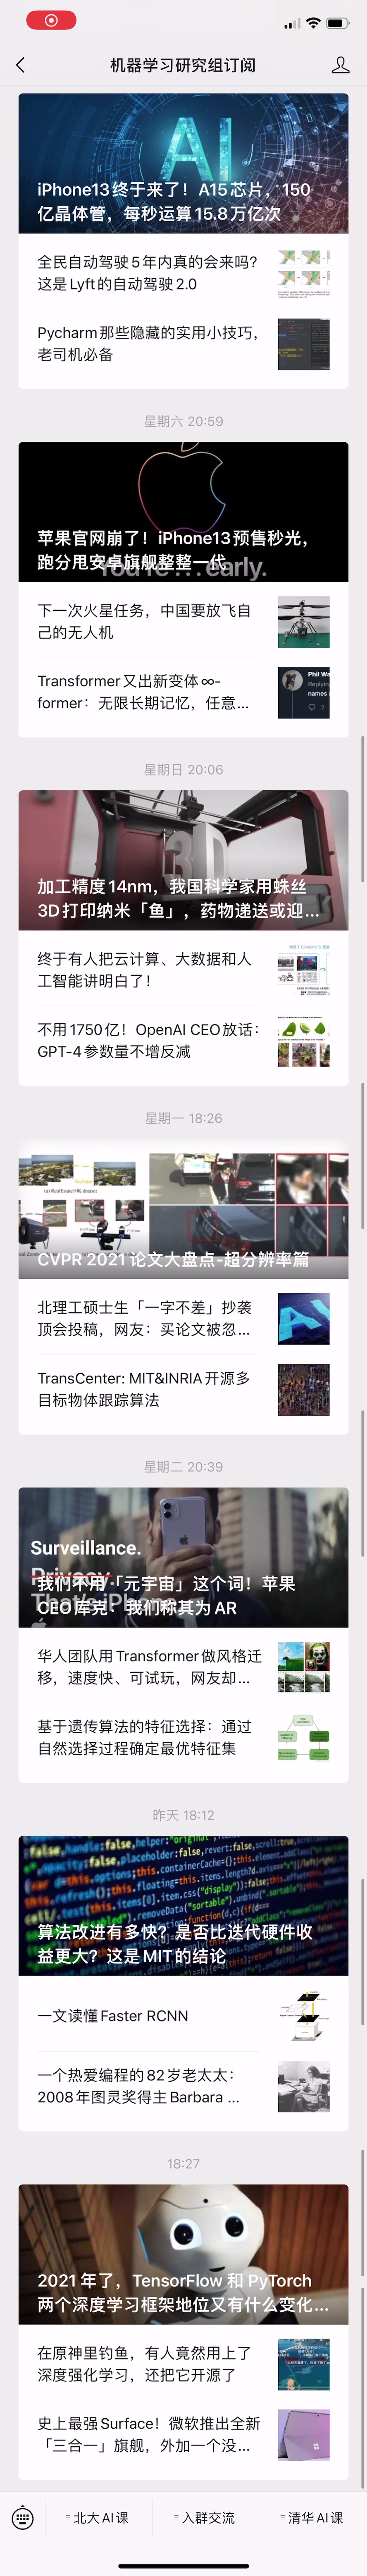 机器学习研究组订阅
AI
iPhone13终于来了！A15芯片，150
亿晶体管，每秒运算15.8万亿次
全民自动驾驶5年内真的会来吗？
这是Lyft的自动驾驶2.0
Pycharm那些隐藏的实用小技巧，
老司机必备
星期六 20:59
苹果官网崩了！iPhone13预售秒光，
跑分甩安卓旗舰整整一代
You're ... early.
下一次火星任务，中国要放飞自
己的无人机
Transformer又出新变体∞-
former：无限长期记忆，任意...
星期日 20:06
3D
加工精度14nm，我国科学家用蛛丝
3D打印纳米「鱼」，药物递送或迎...
终于有人把云计算、大数据和人
工智能讲明白了！
不用1750亿！OpenAI CEO放话：
GPT-4参数量不增反减
星期一 18:26
CVPR 2021论文大盘点-超分辨率篇
北理工硕士生「一字不差」抄袭
顶会投稿，网友：买论文被忽...
TransCenter: MIT&INRIA开源多
目标物体跟踪算法
星期二 20:39
Surveillance.
Privacy.
That's iPhone.
我们不用「元宇宙」这个词！苹果
CEO库克：我们称其为AR
华人团队用Transformer做风格迁
移，速度快、可试玩，网友却...
基于遗传算法的特征选择：通过
自然选择过程确定最优特征集
昨天 18:12
算法改进有多快？是否比迭代硬件收
益更大？这是MIT的结论
一文读懂Faster RCNN
一个热爱编程的82岁老太太：
2008年图灵奖得主Barbara ...
18:27
2021 年了，TensorFlow 和 PyTorch
两个深度学习框架地位又有什么变化...
在原神里钓鱼，有人竟然用上了
深度强化学习，还把它开源了
史上最强Surface！微软推出全新
「三合一」旗舰，外加一个没...
北大AI课
入群交流
清华AI课